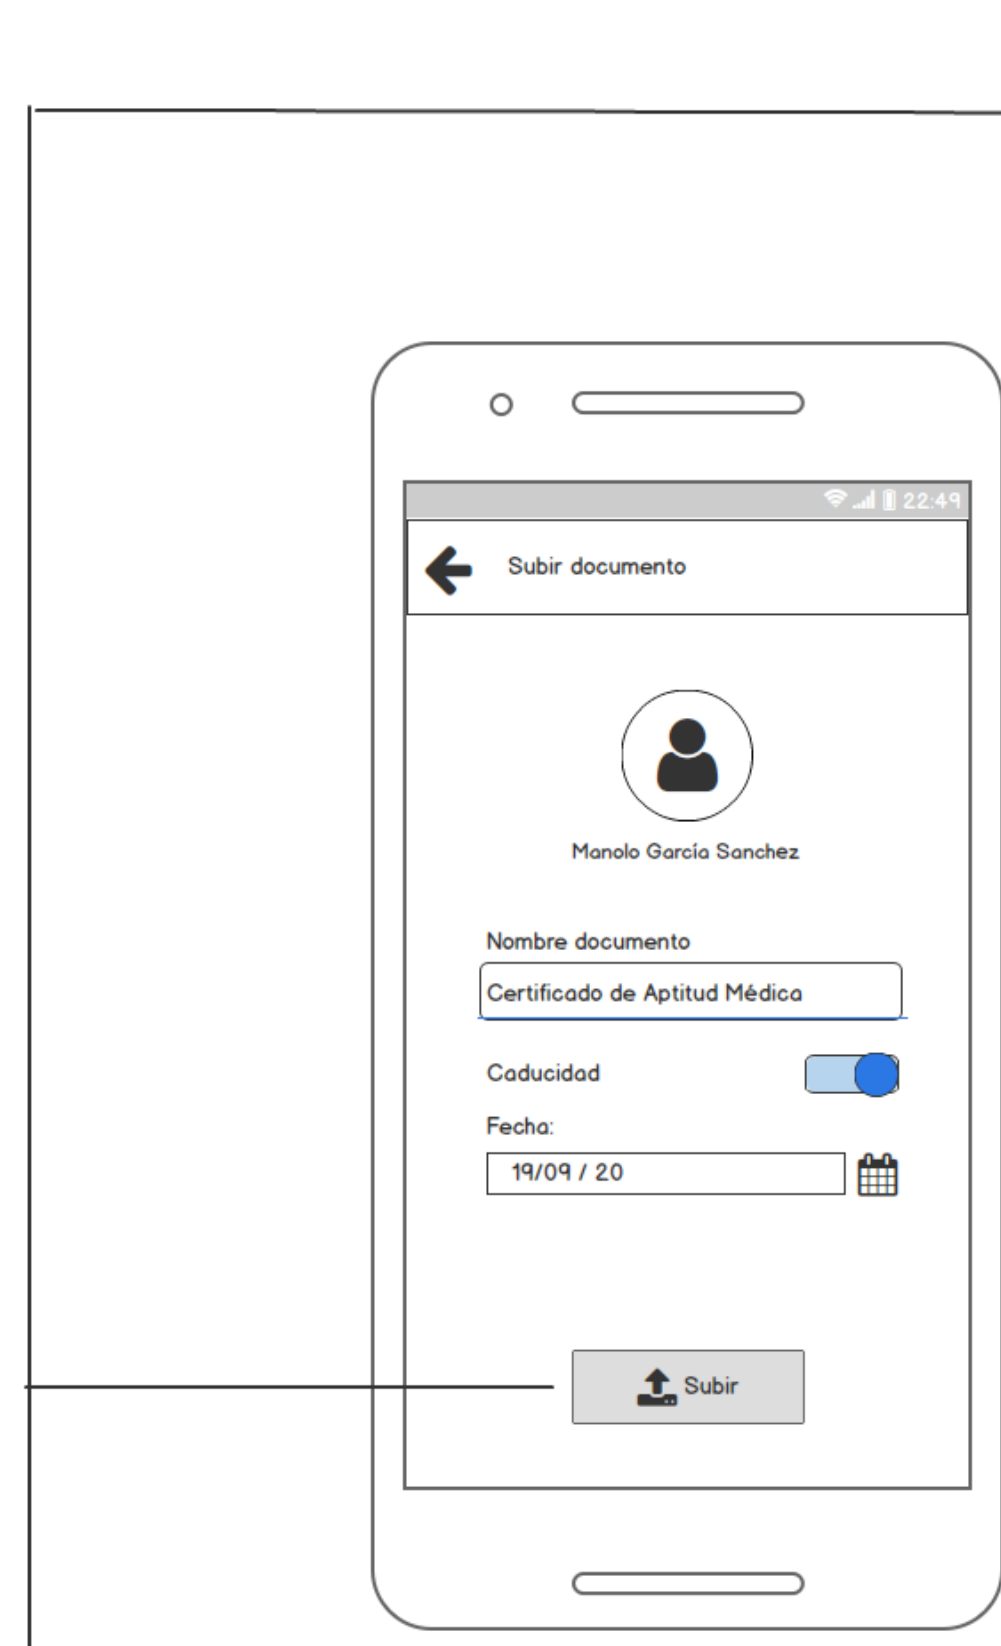 22:49
Subir documento
Manolo García Sanchez
Nombre documento
Certificado de Aptitud Médica
Caducidad
Fecha:
19/09 / 20
Subir